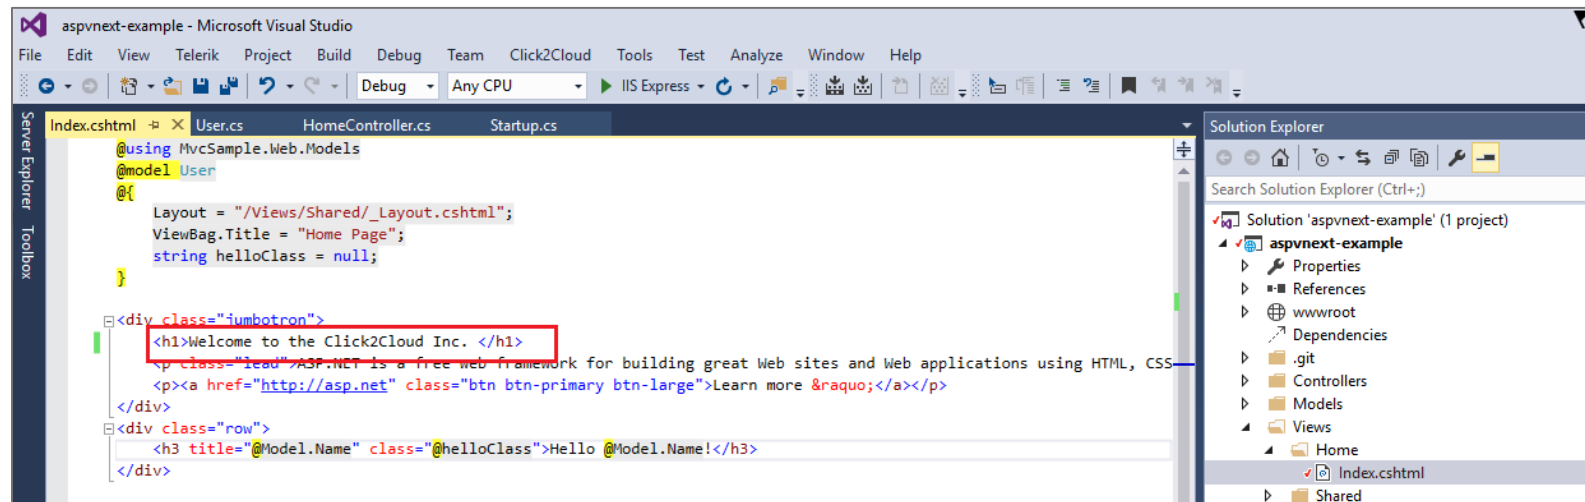 aspvnext-example - Microsoft Visual Studio
File Edit View Telerik Project Build Debug Team Click2Cloud Tools Test Analyze Window Help
Debug Any CPU IIS Express
Server Explorer
Toolbox
Index.cshtml User.cs HomeController.cs Startup.cs
@using MvcSample.Web.Models
@model User
@{
Layout = "/Views/Shared/_Layout.cshtml";
ViewBag.Title = "Home Page";
string helloClass = null;
}
<div class="jumbotron">
<h1>Welcome to the Click2Cloud Inc. </h1>
<p class="lead">ASP.NET is a free web framework for building great Web sites and Web applications using HTML, CSS
<p><a href="http://asp.net" class="btn btn-primary btn-large">Learn more &raquo;</a></p>
</div>
<div class="row">
<h3 title="@Model.Name" class="@helloClass">Hello @Model.Name!</h3>
</div>
Solution Explorer
Search Solution Explorer (Ctrl+;)
Solution 'aspvnext-example' (1 project)
aspvnext-example
Properties
References
wwwroot
Dependencies
.git
Controllers
Models
Views
Home
Index.cshtml
Shared